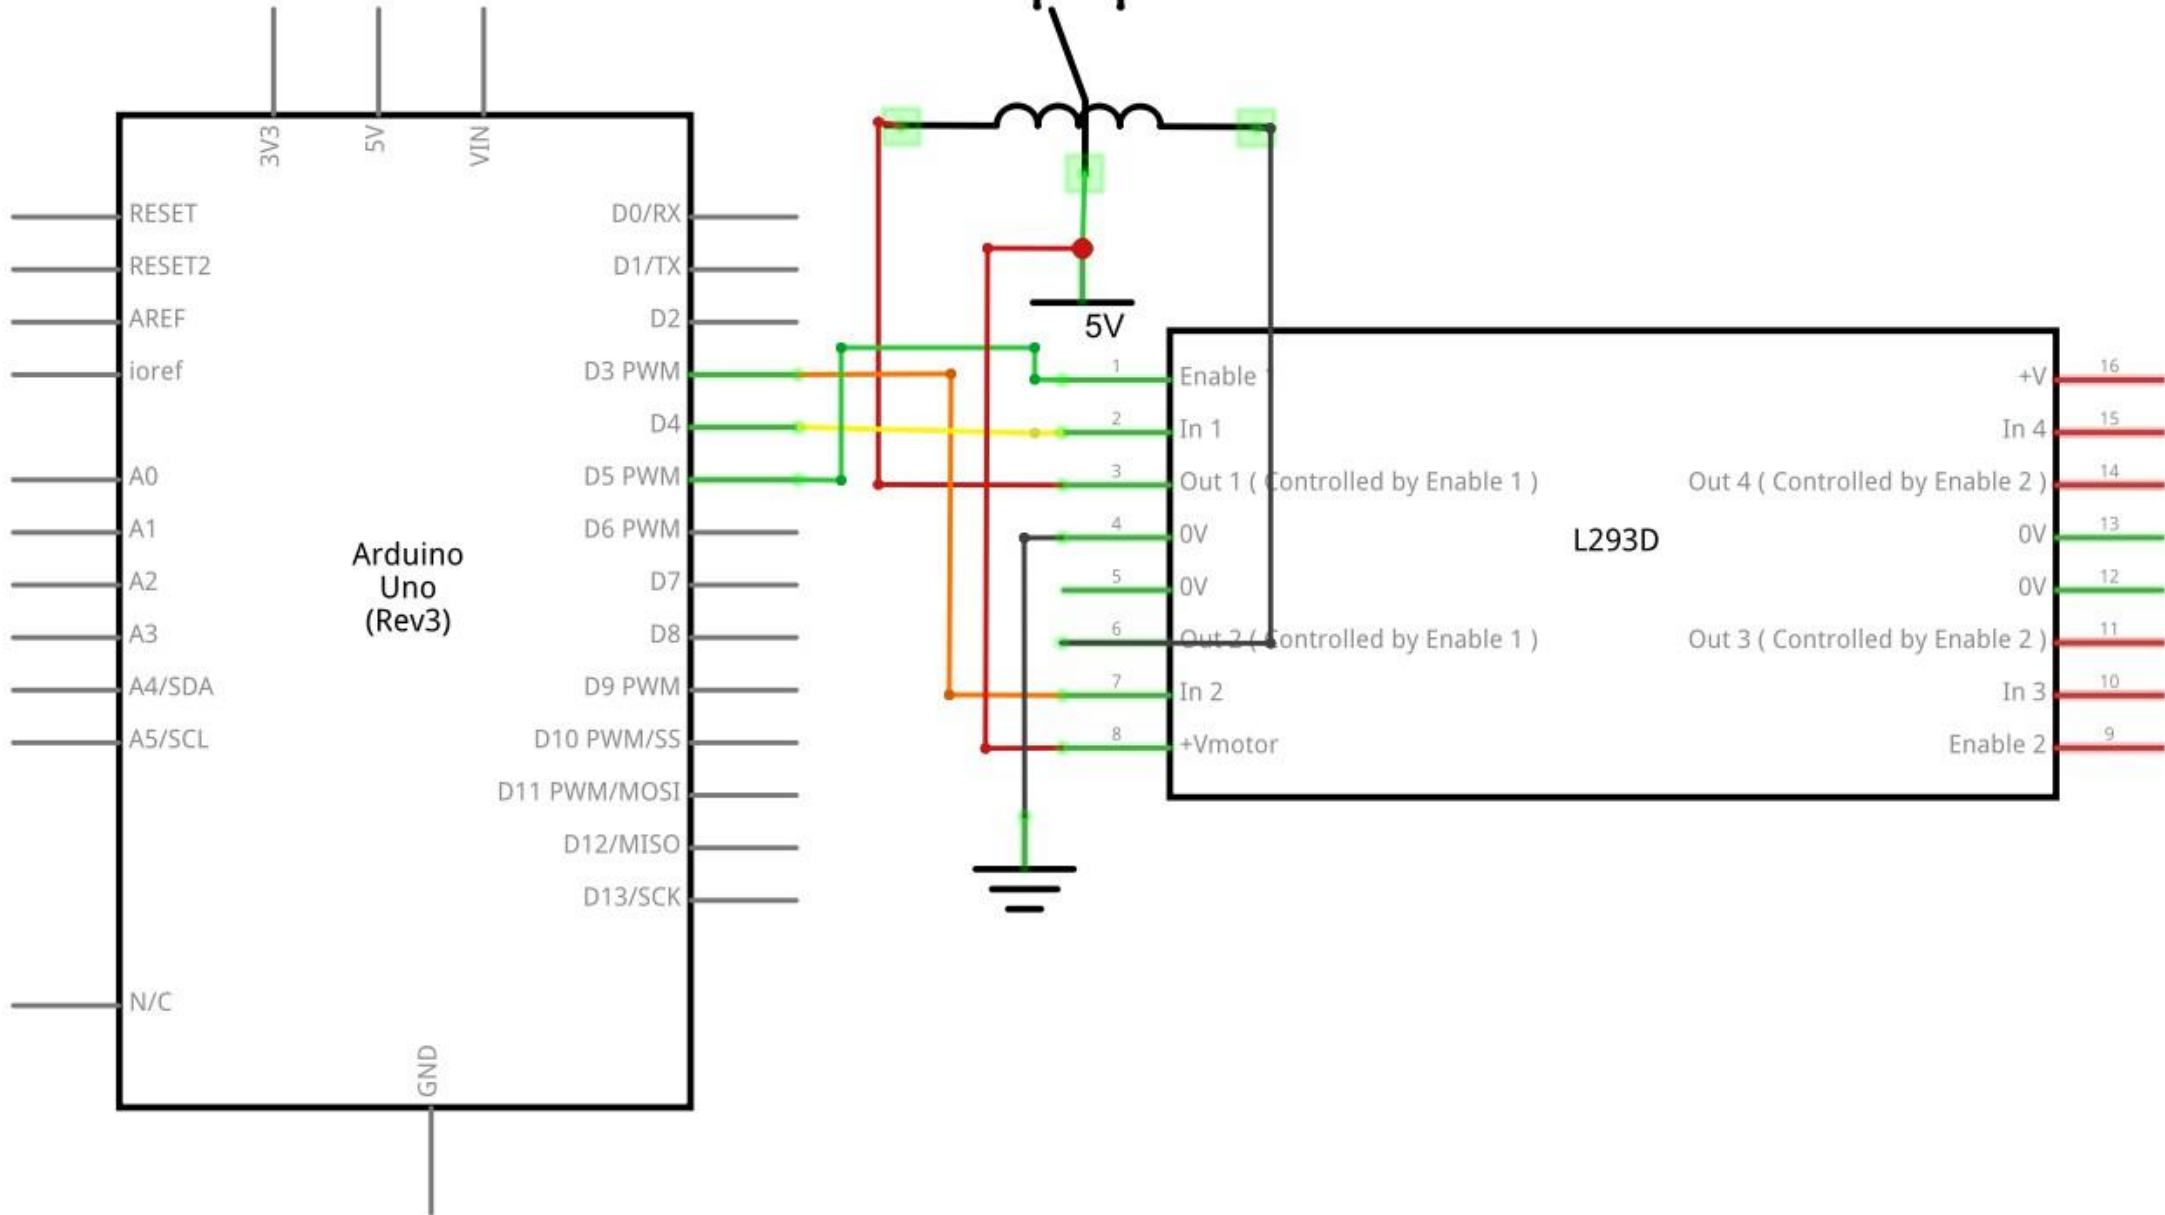 3V3
5V
VIN
RESET
RESET2
AREF
ioref
A0
A1
A2
A3
A4/SDA
A5/SCL
N/C
Arduino
Uno
(Rev3)
D0/RX
D1/TX
D2
D3 PWM
D4
D5 PWM
D6 PWM
D7
D8
D9 PWM
D10 PWM/SS
D11 PWM/MOSI
D12/MISO
D13/SCK
GND
5V
1 Enable
2 In 1
3 Out 1 ( Controlled by Enable 1 )
4 0V
5 0V
6 Out 2 ( Controlled by Enable 1 )
7 In 2
8 +Vmotor
L293D
+V 16
In 4 15
Out 4 ( Controlled by Enable 2 ) 14
0V 13
0V 12
Out 3 ( Controlled by Enable 2 ) 11
In 3 10
Enable 2 9